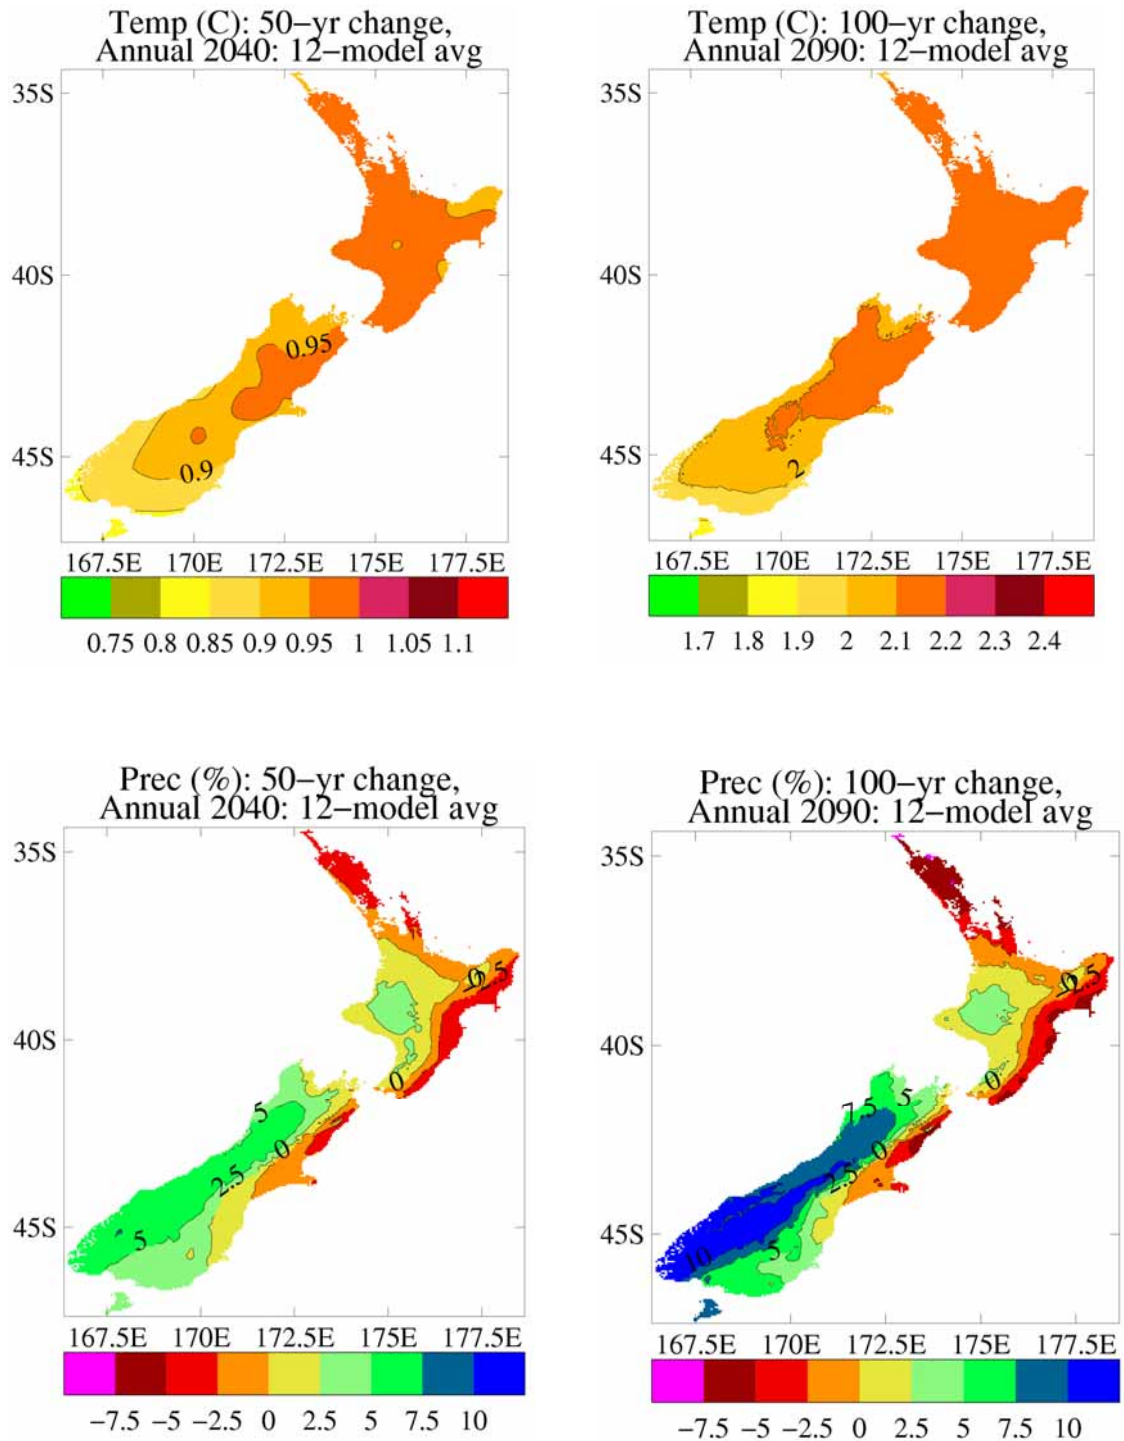 Temp (C): 50−yr change,
Annual 2040: 12−model avg
35S
40S
45S
0.95
0.9
167.5E 170E 172.5E 175E 177.5E
0.75 0.8 0.85 0.9 0.95 1 1.05 1.1
Temp (C): 100−yr change,
Annual 2090: 12−model avg
35S
40S
45S
2
167.5E 170E 172.5E 175E 177.5E
1.7 1.8 1.9 2 2.1 2.2 2.3 2.4
Prec (%): 50−yr change,
Annual 2040: 12−model avg
35S
40S
45S
0
0
5
0
2.5
5
167.5E 170E 172.5E 175E 177.5E
−7.5 −5 −2.5 0 2.5 5 7.5 10
Prec (%): 100−yr change,
Annual 2090: 12−model avg
35S
40S
45S
0
0
7.5
5
0
2.5
5
10
167.5E 170E 172.5E 175E 177.5E
−7.5 −5 −2.5 0 2.5 5 7.5 10